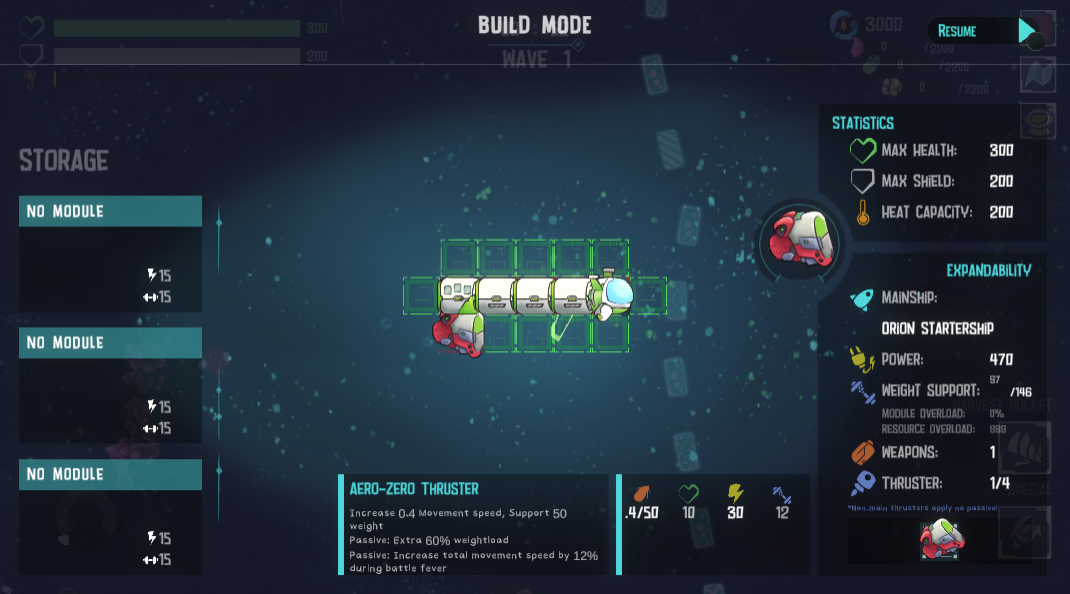 BUILD MODE
300
3000
RESUME
WAVE 1
200
0 /2200
0 /2200
0 /2200
STATISTICS
MAX HEALTH: 300
MAX SHIELD: 200
HEAT CAPACITY: 200
STORAGE
NO MODULE
15
15
NO MODULE
15
15
NO MODULE
15
15
EXPANDABILITY
MAINSHIP:
ORION STARTERSHIP
POWER: 470
WEIGHT SUPPORT: 97 /146
MODULE OVERLOAD: 0%
RESOURCE OVERLOAD: 999
WEAPONS: 1
THRUSTER: 1/4
*Non-main thrusters apply no passive!
AERO-ZERO THRUSTER
Increase 0.4 Movement speed, Support 50
weight
Passive: Extra 60% weightload
Passive: Increase total movement speed by 12%
during battle fever
.4/50 10 30 12